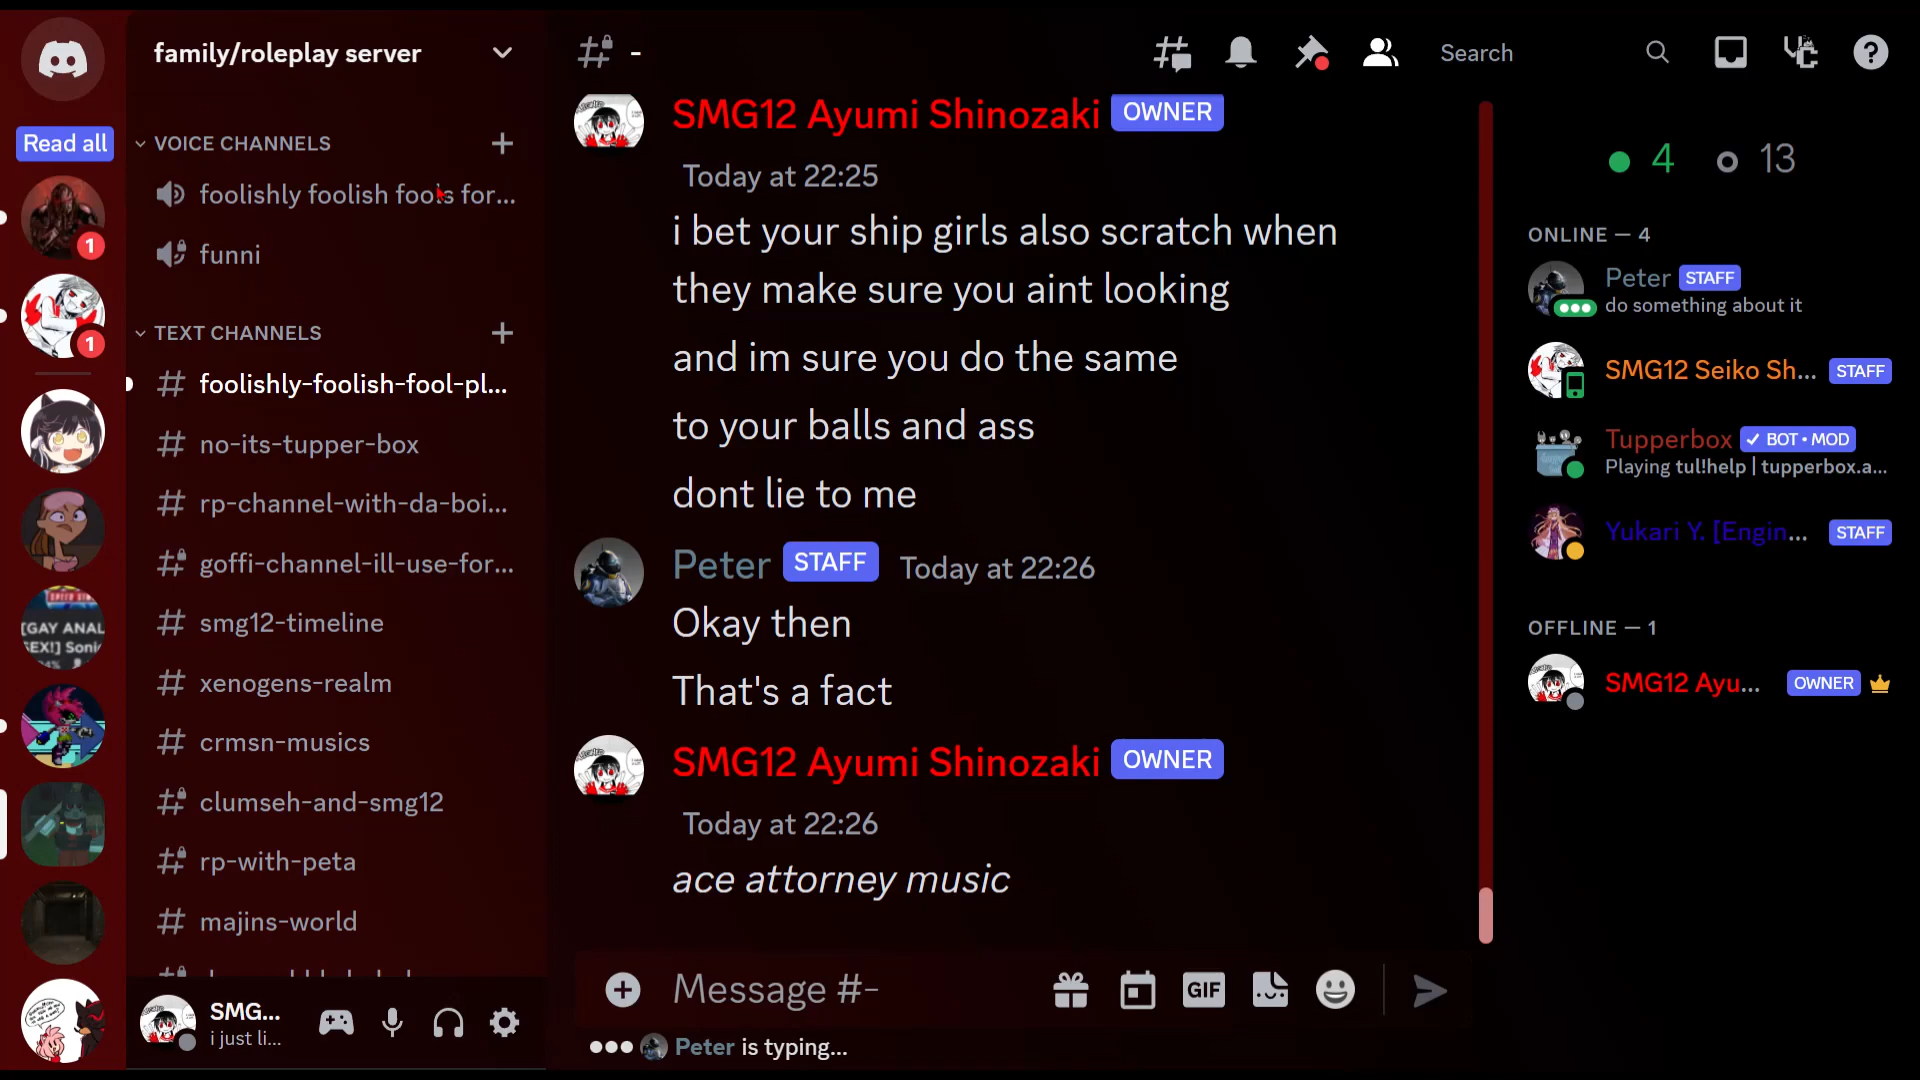 family/roleplay server
-
Search
Read all
VOICE CHANNELS
foolishly foolish fools for...
funni
TEXT CHANNELS
foolishly-foolish-fool-pl...
no-its-tupper-box
rp-channel-with-da-boi...
goffi-channel-ill-use-for...
smg12-timeline
xenogens-realm
crmsn-musics
clumseh-and-smg12
rp-with-peta
majins-world
1
1
[GAY ANAL
SEX!] Soni
SMG...
i just li...
SMG12 Ayumi Shinozaki OWNER
Today at 22:25
i bet your ship girls also scratch when
they make sure you aint looking
and im sure you do the same
to your balls and ass
dont lie to me
Peter STAFF Today at 22:26
Okay then
That's a fact
SMG12 Ayumi Shinozaki OWNER
Today at 22:26
ace attorney music
Message #-
GIF
Peter is typing...
4 13
ONLINE — 4
Peter STAFF
do something about it
SMG12 Seiko Sh... STAFF
Tupperbox ✓ BOT • MOD
Playing tul!help | tupperbox.a...
Yukari Y. [Engin... STAFF
OFFLINE — 1
SMG12 Ayu... OWNER